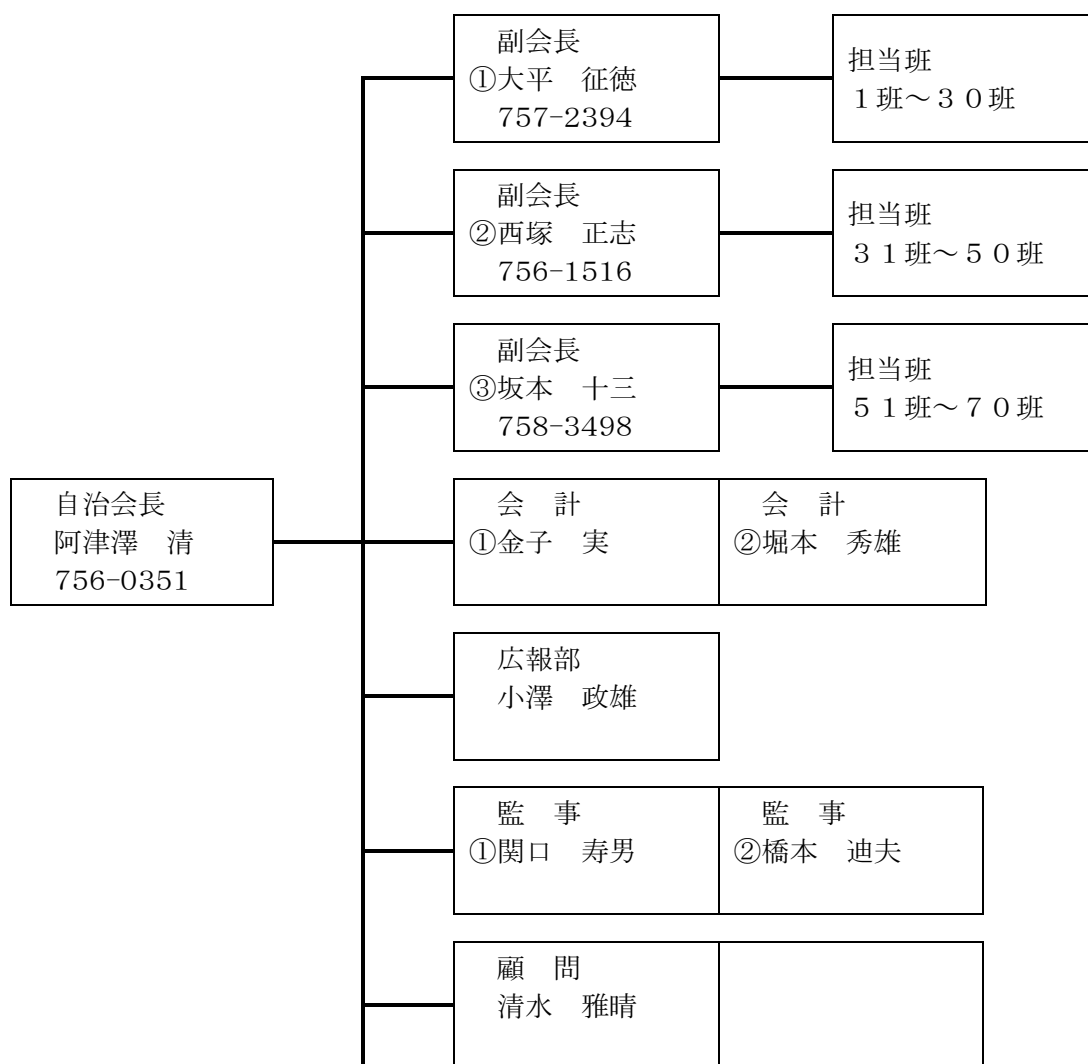 副会長
①大平　征徳
757-2394
担当班
１班～３０班
副会長
②西塚　正志
756-1516
担当班
３１班～５０班
副会長
③坂本　十三
758-3498
担当班
５１班～７０班
自治会長
阿津澤　清
756-0351
会　計
①金子　実
会　計
②堀本　秀雄
広報部
小澤　政雄
監　事
①関口　寿男
監　事
②橋本　迪夫
顧　問
清水　雅晴